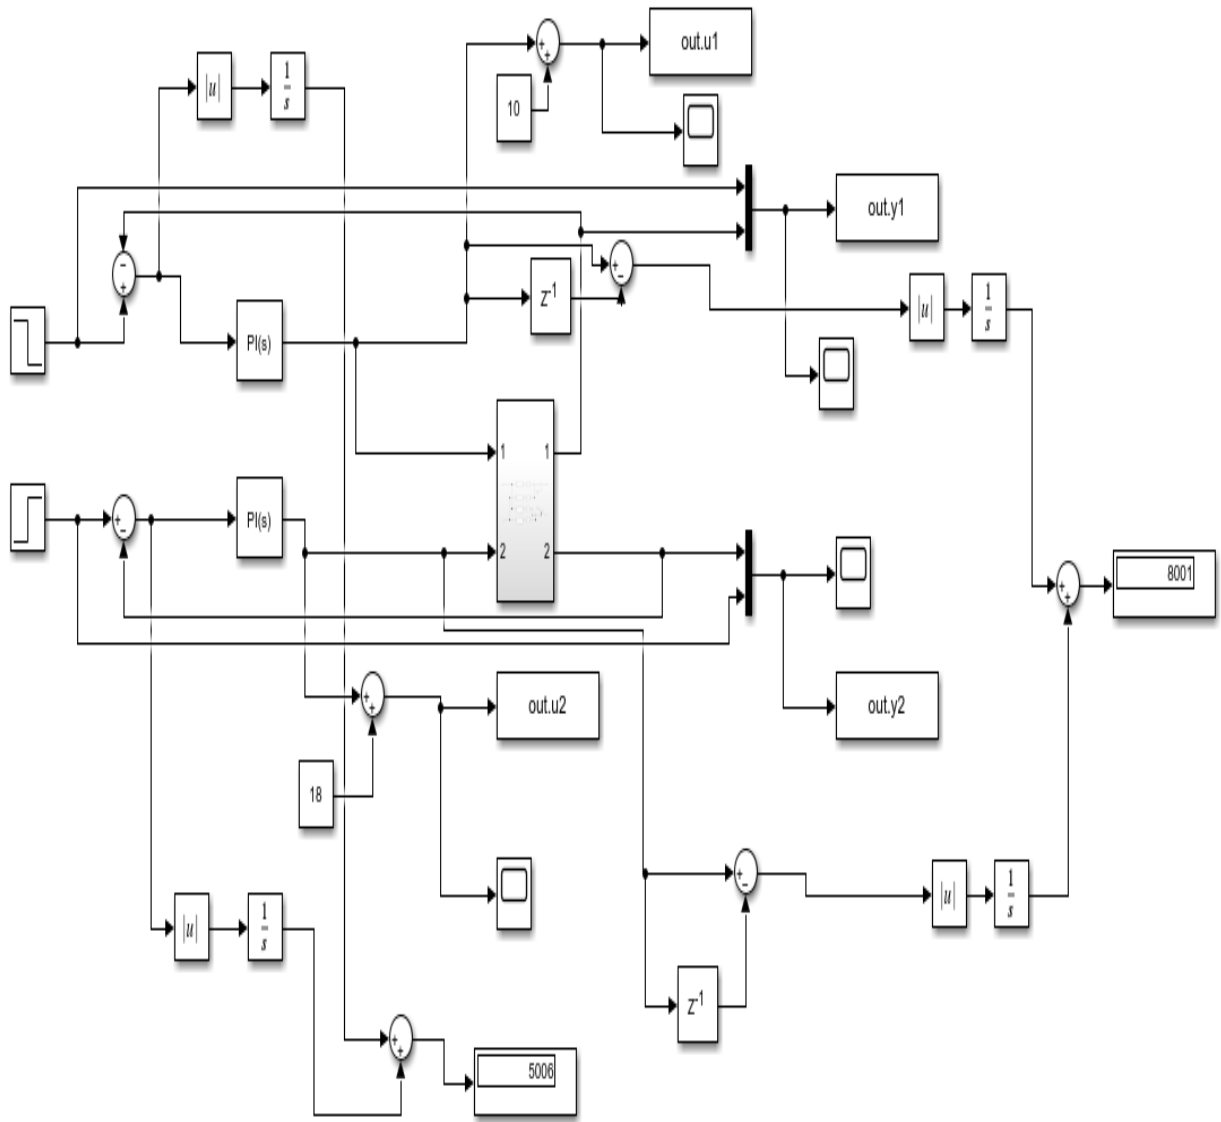 out.u1
|u|
1
s
+
+
10
out.y1
−
+
+
−
Z-1
|u|
1
s
PI(s)
1
1
PI(s)
+
−
2
2
8001
+
+
out.u2
out.y2
+
+
18
+
−
|u|
1
s
|u|
1
s
Z-1
+
+
5006